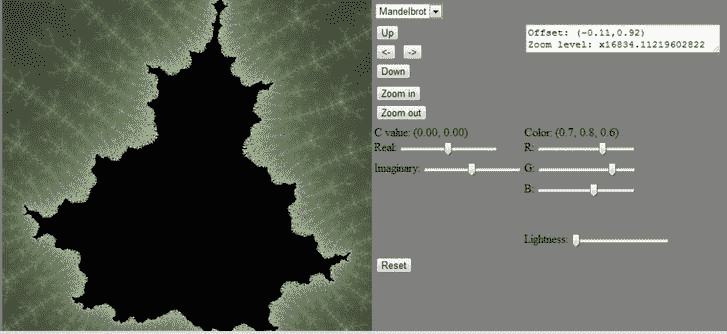 Mandelbrot
Up
Offset: (-0.11,0.92)
Zoom level: x16834.11219602822
<- ->
Down
Zoom in
Zoom out
C value: (0.00, 0.00)
Color: (0.7, 0.8, 0.6)
Real:
R:
Imaginary:
G:
B:
Lightness:
Reset